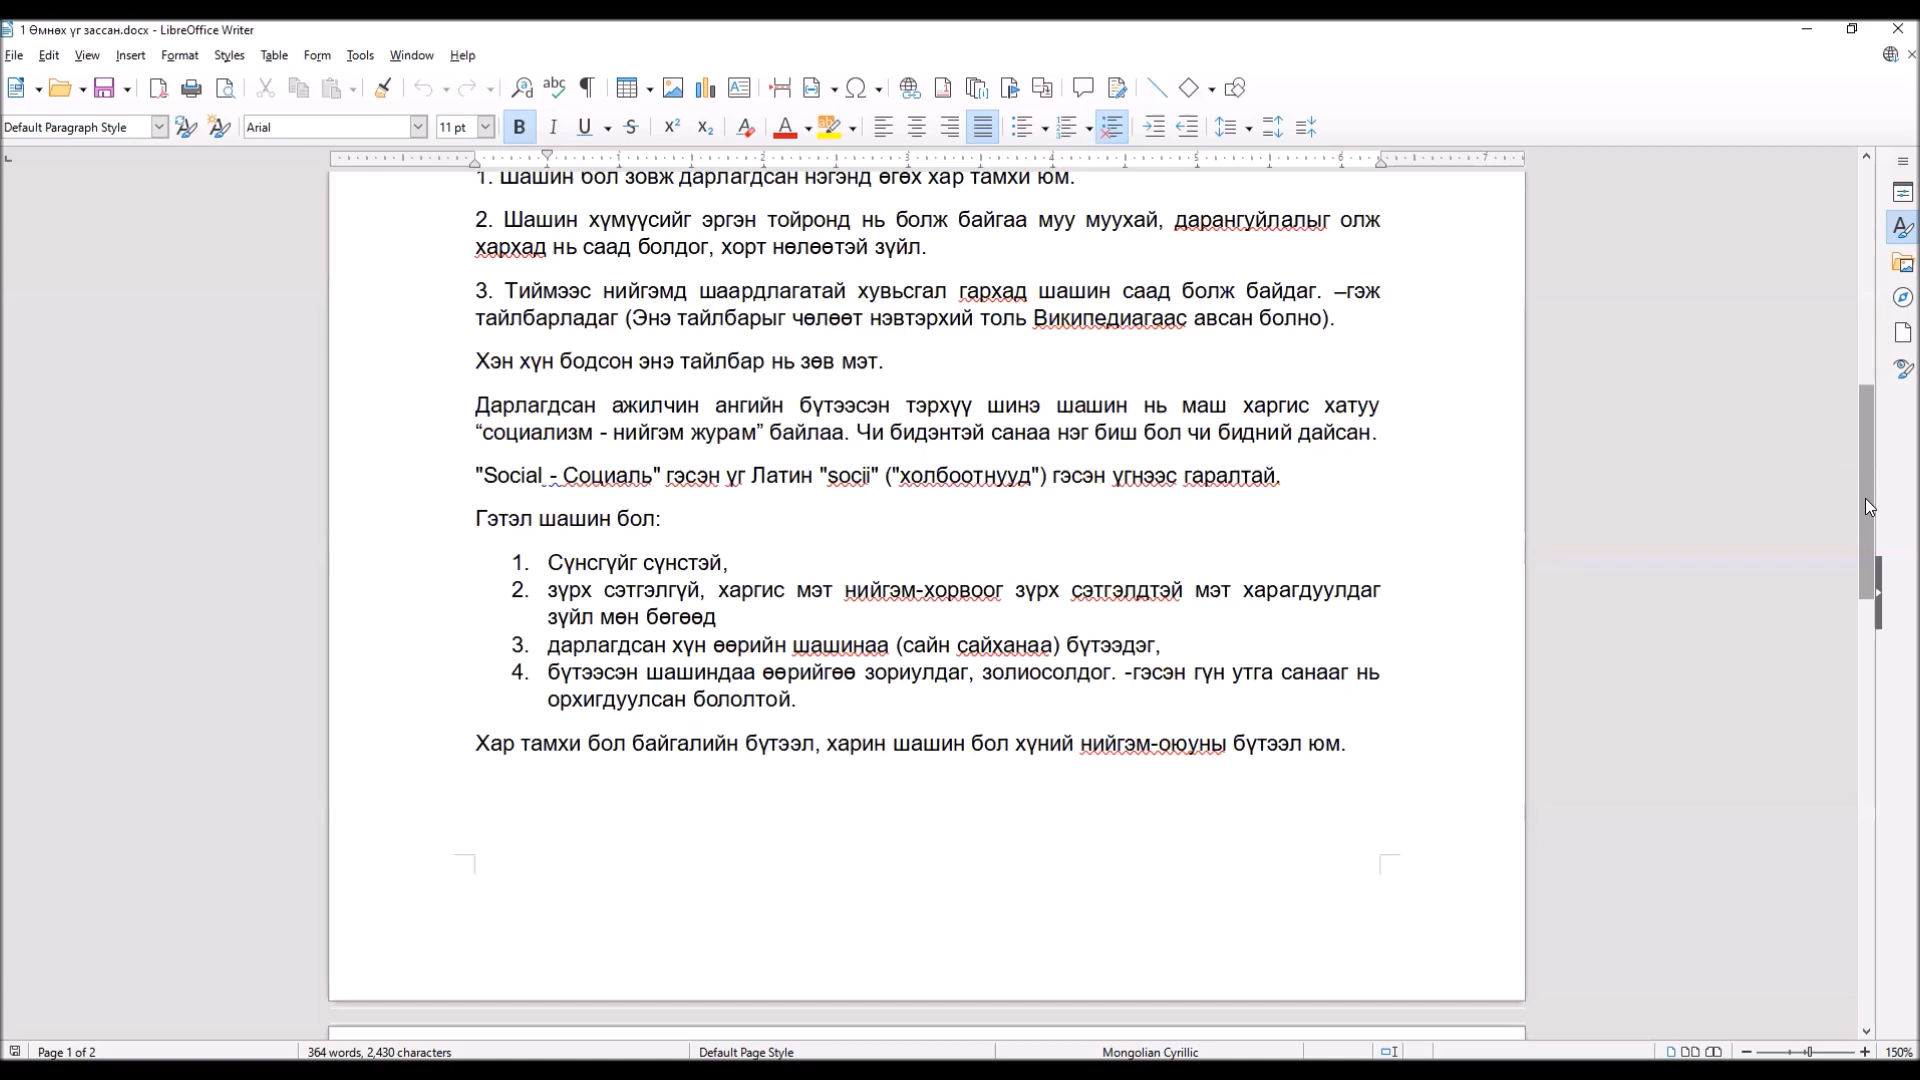 1 Өмнөх үг зассан.docx - LibreOffice Writer
File Edit View Insert Format Styles Table Form Tools Window Help
Default Paragraph Style Arial 11 pt
1. Шашин бол зовж дарлагдсан нэгэнд өгөх хар тамхи юм.
2. Шашин хүмүүсийг эргэн тойронд нь болж байгаа муу муухай, дарангуйлалыг олж
хархад нь саад болдог, хорт нөлөөтэй зүйл.
3. Тиймээс нийгэмд шаардлагатай хувьсгал гархад шашин саад болж байдаг. –гэж
тайлбарладаг (Энэ тайлбарыг чөлөөт нэвтэрхий толь Википедиагаас авсан болно).
Хэн хүн бодсон энэ тайлбар нь зөв мэт.
Дарлагдсан ажилчин ангийн бүтээсэн тэрхүү шинэ шашин нь маш харгис хатуу
“социализм - нийгэм журам” байлаа. Чи бидэнтэй санаа нэг биш бол чи бидний дайсан.
"Social - Социаль" гэсэн үг Латин "socii" ("холбоотнууд") гэсэн үгнээс гаралтай.
Гэтэл шашин бол:
1. Сүнсгүйг сүнстэй,
2. зүрх сэтгэлгүй, харгис мэт нийгэм-хорвоог зүрх сэтгэлдтэй мэт харагдуулдаг
зүйл мөн бөгөөд
3. дарлагдсан хүн өөрийн шашинаа (сайн сайханаа) бүтээдэг,
4. бүтээсэн шашиндаа өөрийгөө зориулдаг, золиосолдог. -гэсэн гүн утга санааг нь
орхигдуулсан бололтой.
Хар тамхи бол байгалийн бүтээл, харин шашин бол хүний нийгэм-оюуны бүтээл юм.
Page 1 of 2 364 words, 2,430 characters Default Page Style Mongolian Cyrillic 150%